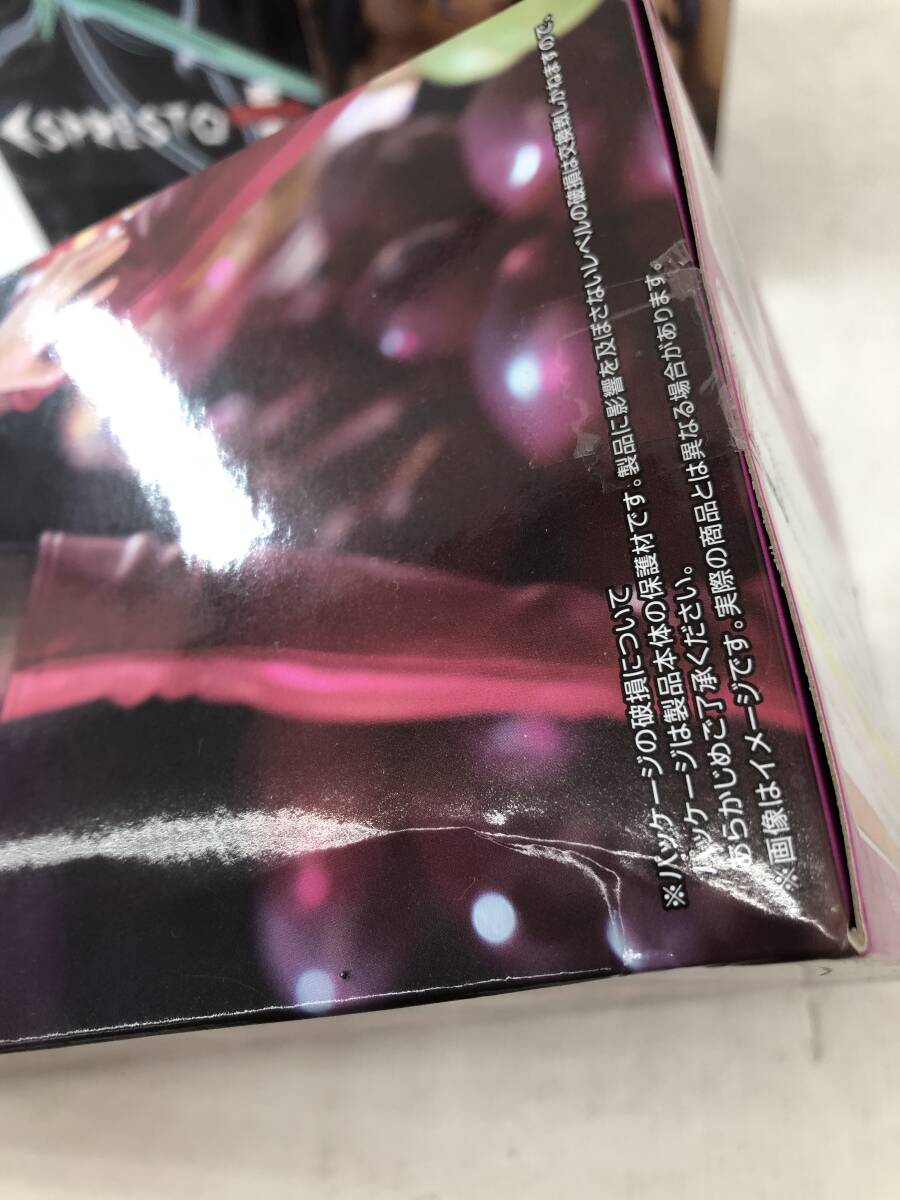 ESPRESTO
※パッケージの破損について
パッケージは製品本体の保護材です。製品に影響を及ぼさないレベルの破損は交換致しかねますので、
あらかじめご了承ください。
※画像はイメージです。実際の商品とは異なる場合があります。